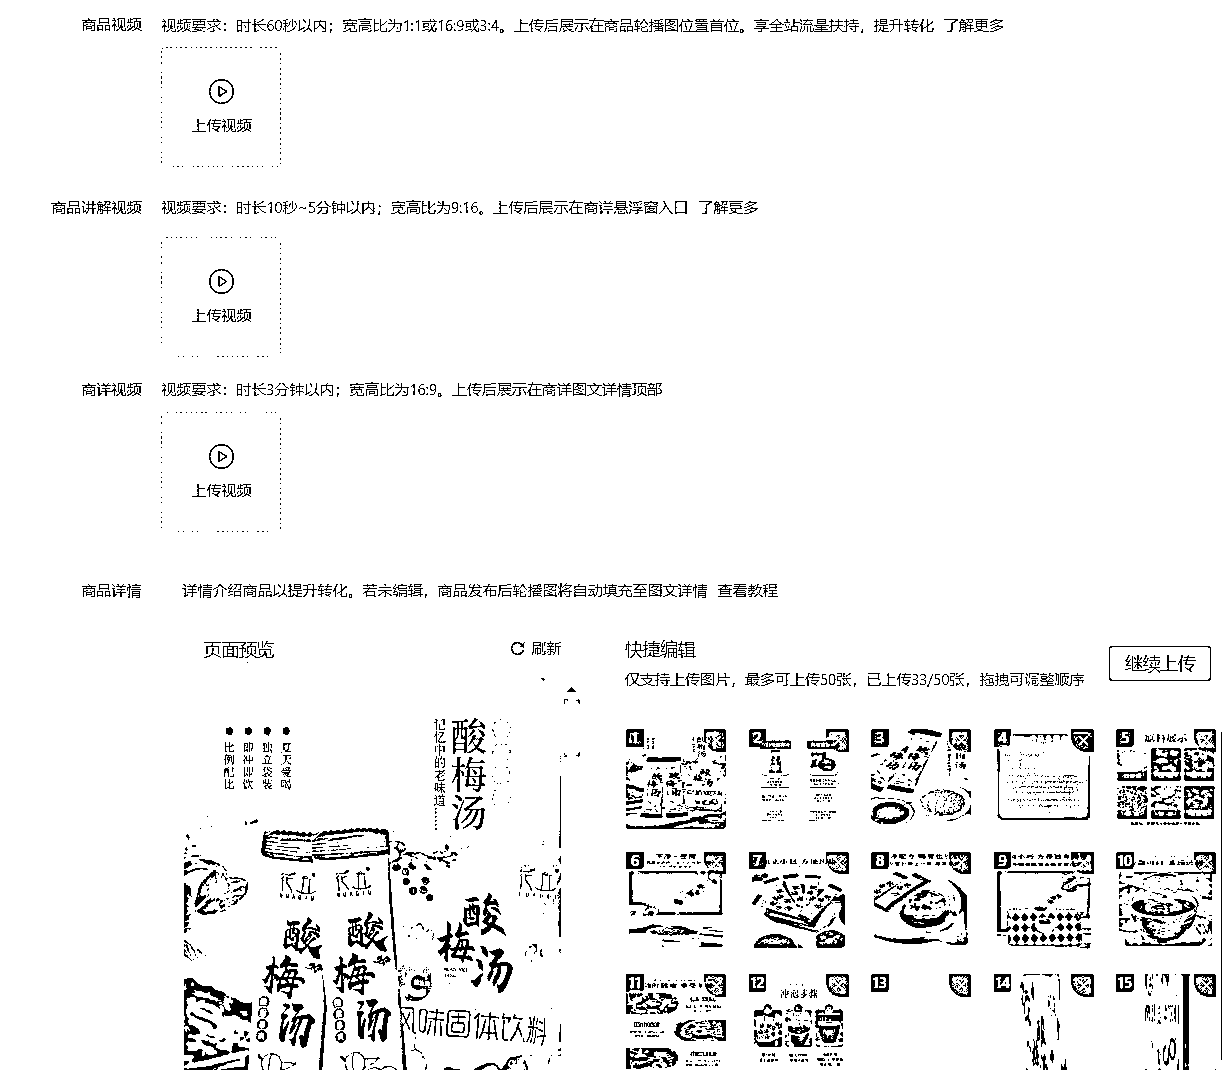 商品视频 视频要求：时长60秒以内；宽高比为1:1或16:9或3:4。上传后展示在商品轮播图位置首位。享全站流量扶持，提升转化 了解更多
上传视频
商品讲解视频 视频要求：时长10秒~5分钟以内；宽高比为9:16。上传后展示在商详悬浮窗入口 了解更多
上传视频
商详视频 视频要求：时长3分钟以内；宽高比为16:9。上传后展示在商详图文详情顶部
上传视频
商品详情 详情介绍商品以提升转化。若未编辑，商品发布后轮播图将自动填充至图文详情 查看教程
页面预览 刷新
快捷编辑
仅支持上传图片，最多可上传50张，已上传33/50张，拖拽可调整顺序
继续上传
酸梅汤
记忆中的老味道……
夏天爱喝
独立袋装
即冲即饮
比例配比
酸梅汤
酸梅汤
酸梅汤
风味固体饮料
1 2 3 4 5
原料展示
6 7 8 9 10
11 12 13 14 15
冲泡步骤